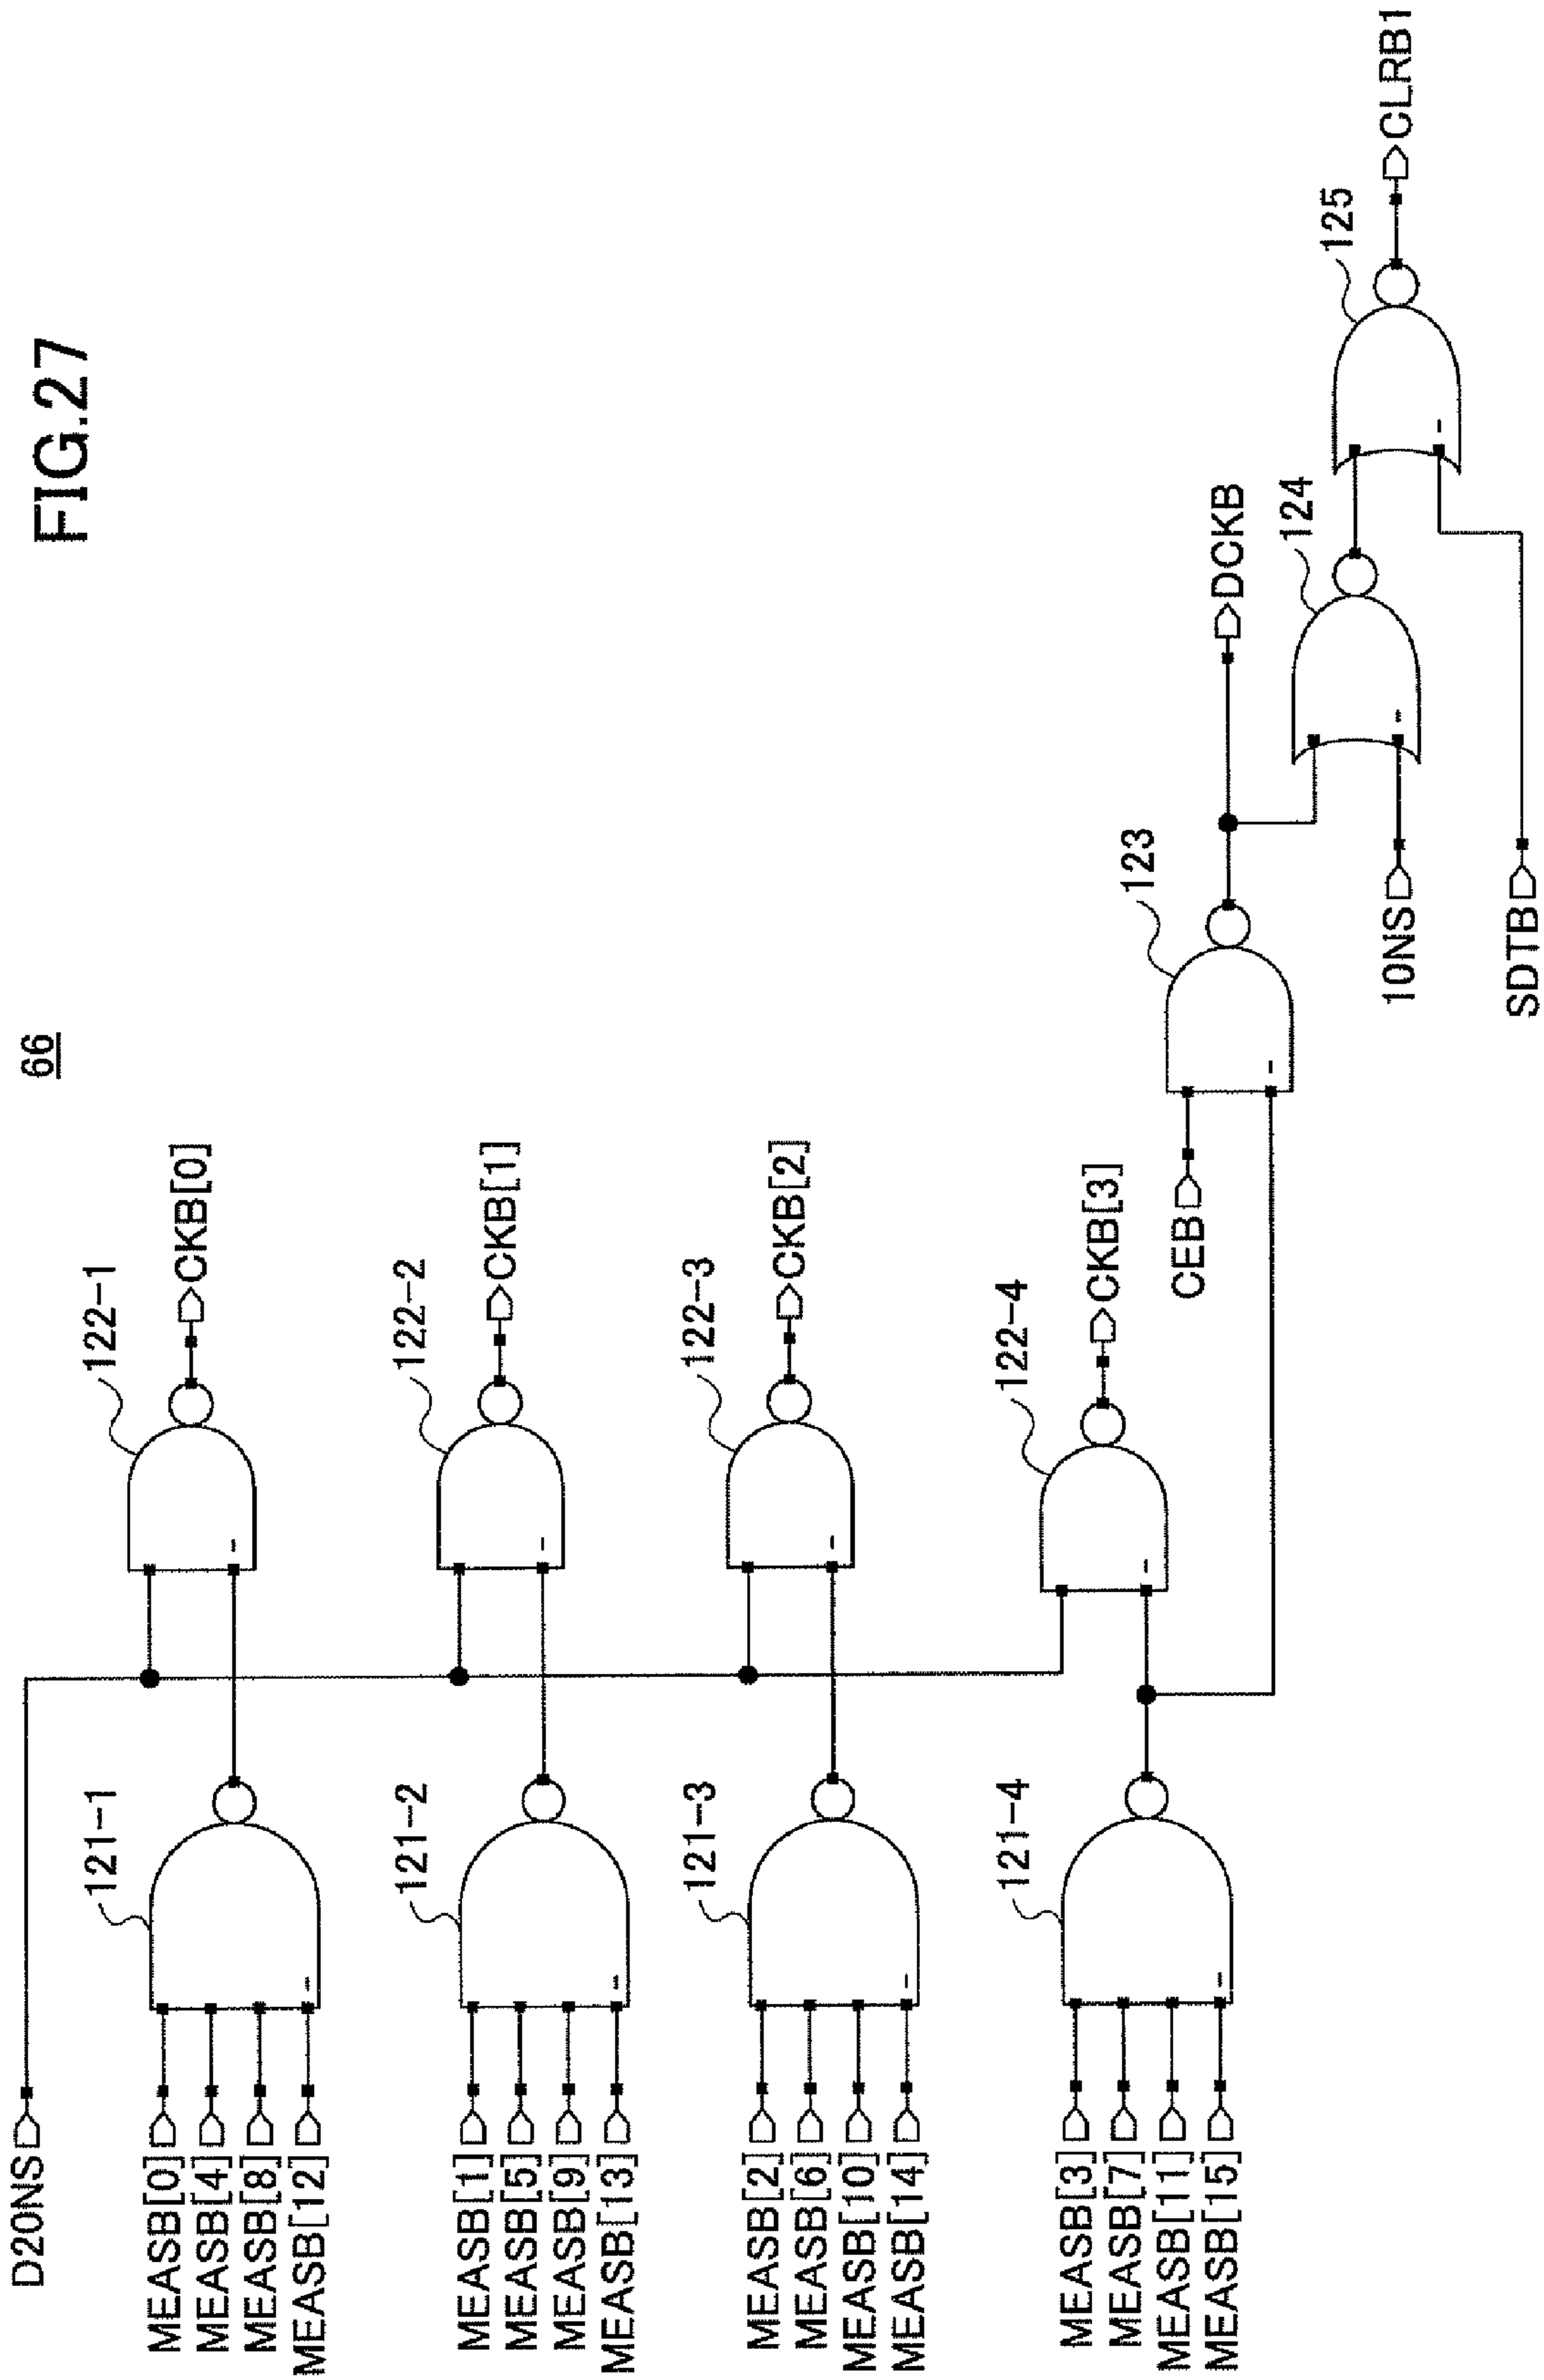 FIG.27
66
D20NS
MEASB[0]
MEASB[4]
MEASB[8]
MEASB[12]
121-1
122-1
CKB[0]
MEASB[1]
MEASB[5]
MEASB[9]
MEASB[13]
121-2
122-2
CKB[1]
MEASB[2]
MEASB[6]
MEASB[10]
MEASB[14]
121-3
122-3
CKB[2]
MEASB[3]
MEASB[7]
MEASB[11]
MEASB[15]
121-4
122-4
CKB[3]
CEB
123
DCKB
10NS
124
SDTB
125
CLRB1